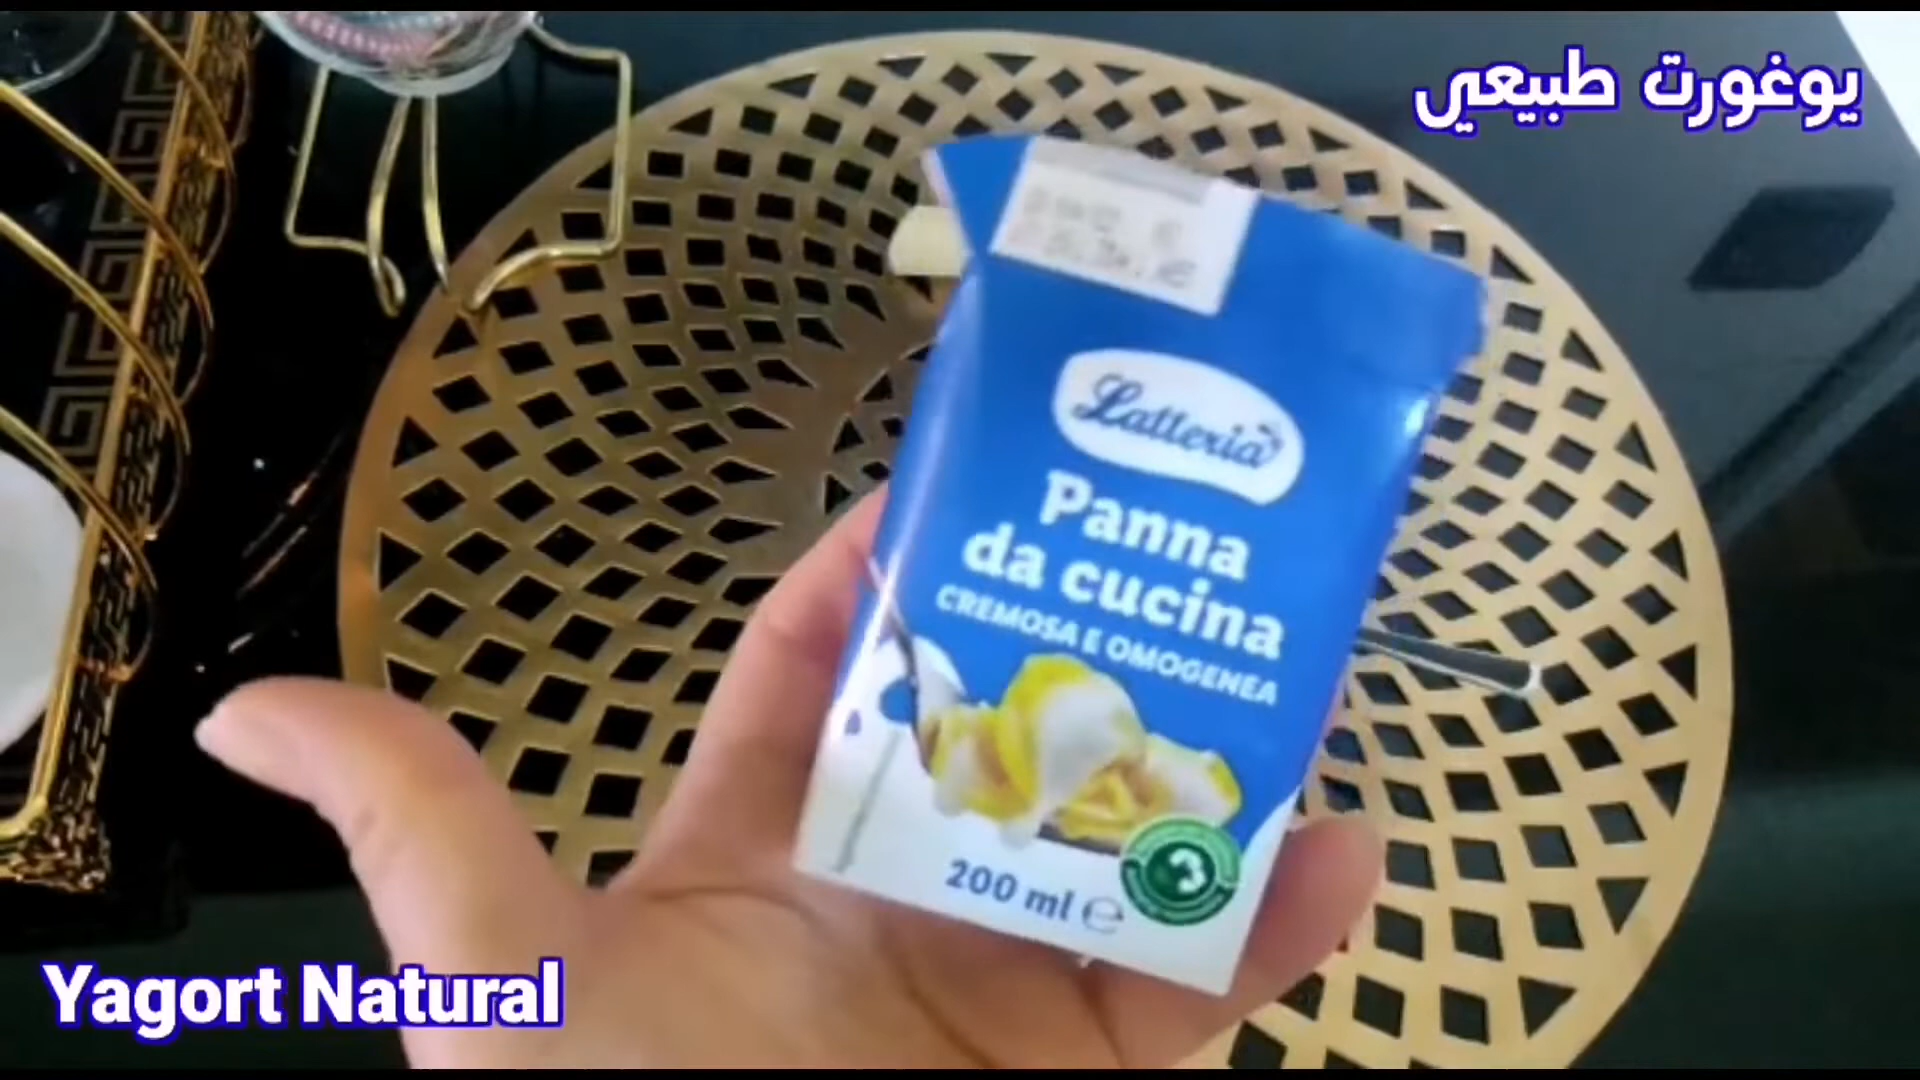 يوغورت طبيعي
Latteria
Panna
da cucina
CREMOSA E OMOGENEA
200 ml ℮
Yagort Natural